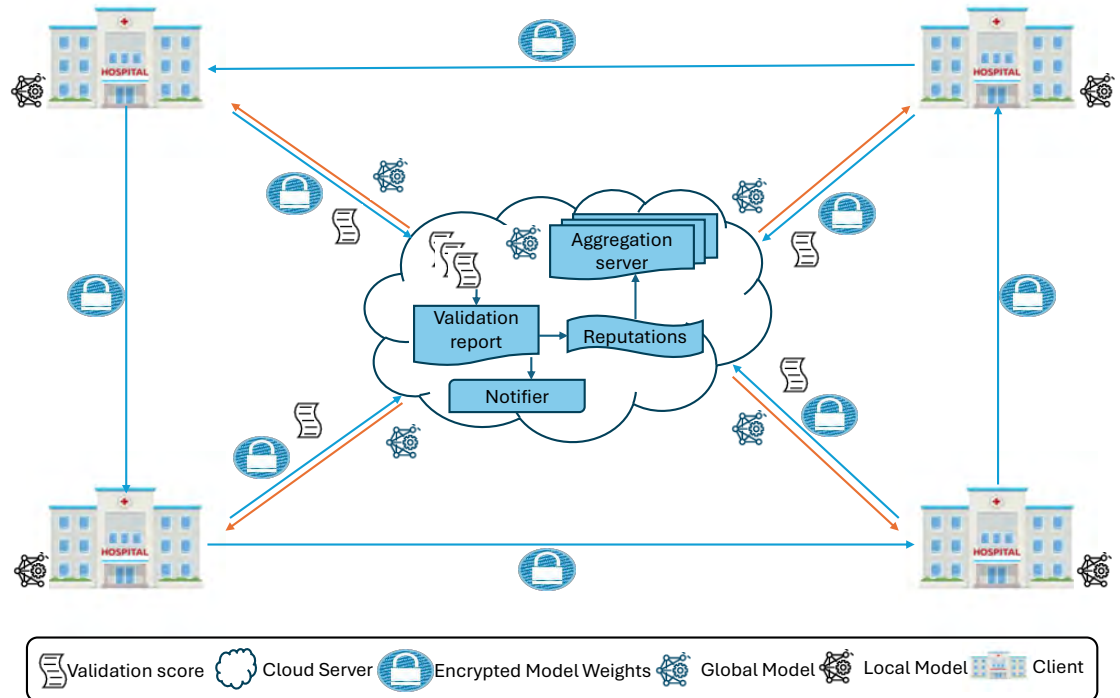 HOSPITAL
HOSPITAL
Aggregation
server
Validation
report
Reputations
Notifier
HOSPITAL
HOSPITAL
Validation score
Cloud Server
Encrypted Model Weights
Global Model
Local Model
Client